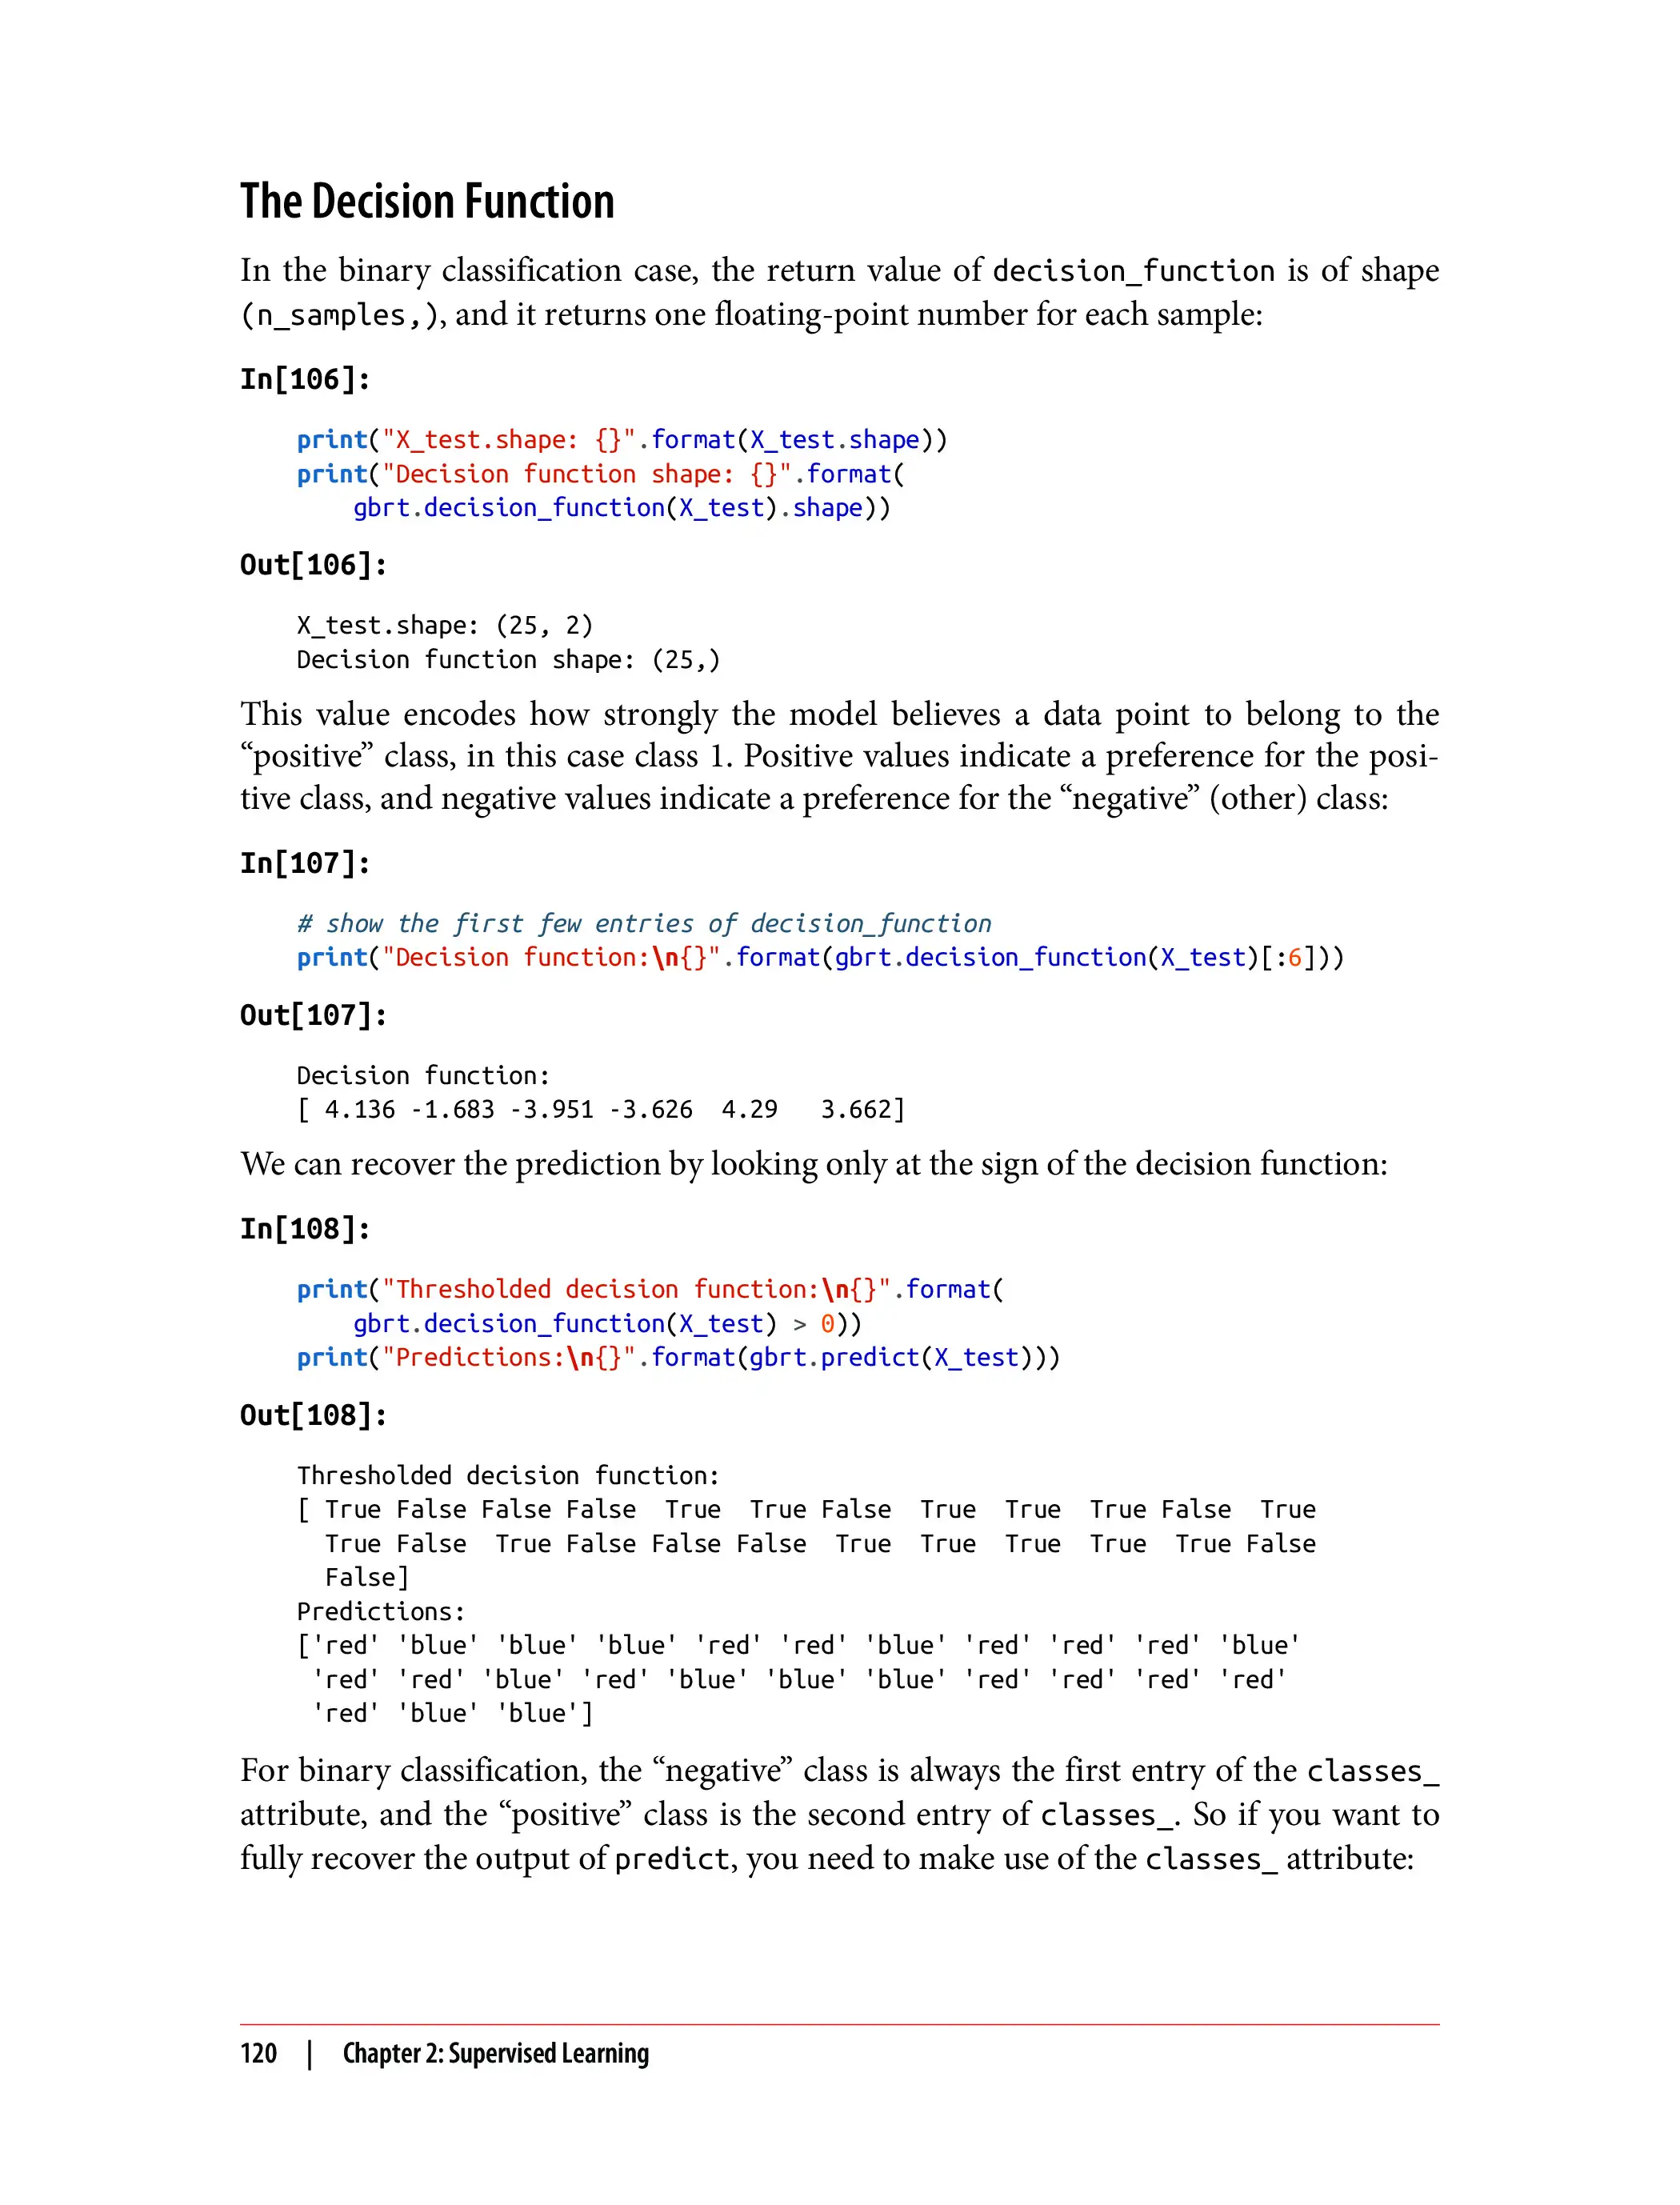 The Decision Function
In the binary classification case, the return value of decision_function is of shape
(n_samples,), and it returns one floating-point number for each sample:
In[106]:
print("X_test.shape: {}".format(X_test.shape))
print("Decision function shape: {}".format(
    gbrt.decision_function(X_test).shape))
Out[106]:
X_test.shape: (25, 2)
Decision function shape: (25,)
This value encodes how strongly the model believes a data point to belong to the
“positive” class, in this case class 1. Positive values indicate a preference for the posi-
tive class, and negative values indicate a preference for the “negative” (other) class:
In[107]:
# show the first few entries of decision_function
print("Decision function:\n{}".format(gbrt.decision_function(X_test)[:6]))
Out[107]:
Decision function:
[ 4.136 -1.683 -3.951 -3.626  4.29   3.662]
We can recover the prediction by looking only at the sign of the decision function:
In[108]:
print("Thresholded decision function:\n{}".format(
    gbrt.decision_function(X_test) > 0))
print("Predictions:\n{}".format(gbrt.predict(X_test)))
Out[108]:
Thresholded decision function:
[ True False False False  True  True False  True  True  True False  True
  True False  True False False False  True  True  True  True  True False
  False]
Predictions:
['red' 'blue' 'blue' 'blue' 'red' 'red' 'blue' 'red' 'red' 'red' 'blue'
 'red' 'red' 'blue' 'red' 'blue' 'blue' 'blue' 'red' 'red' 'red' 'red'
 'red' 'blue' 'blue']
For binary classification, the “negative” class is always the first entry of the classes_
attribute, and the “positive” class is the second entry of classes_. So if you want to
fully recover the output of predict, you need to make use of the classes_ attribute:
120 | Chapter 2: Supervised Learning